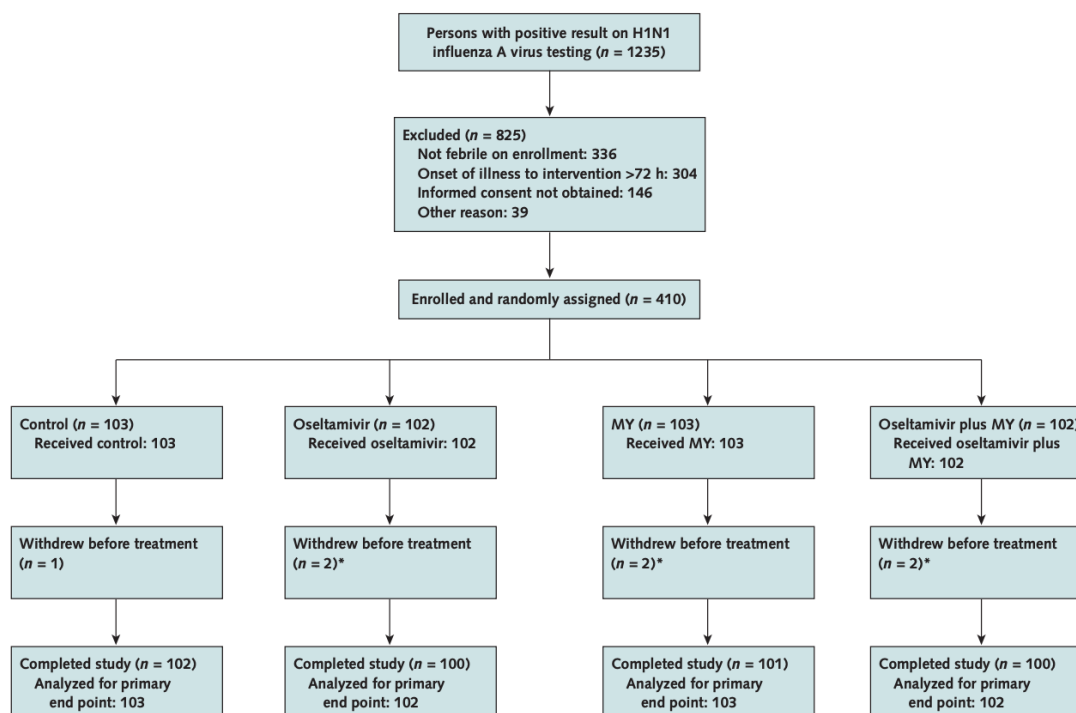 Persons with positive result on H1N1
influenza A virus testing (n = 1235)
Excluded (n = 825)
Not febrile on enrollment: 336
Onset of illness to intervention >72 h: 304
Informed consent not obtained: 146
Other reason: 39
Enrolled and randomly assigned (n = 410)
Control (n = 103)
Received control: 103
Oseltamivir (n = 102)
Received oseltamivir: 102
MY (n = 103)
Received MY: 103
Oseltamivir plus MY (n = 102)
Received oseltamivir plus
MY: 102
Withdrew before treatment
(n = 1)
Withdrew before treatment
(n = 2)*
Withdrew before treatment
(n = 2)*
Withdrew before treatment
(n = 2)*
Completed study (n = 102)
Analyzed for primary
end point: 103
Completed study (n = 100)
Analyzed for primary
end point: 102
Completed study (n = 101)
Analyzed for primary
end point: 103
Completed study (n = 100)
Analyzed for primary
end point: 102